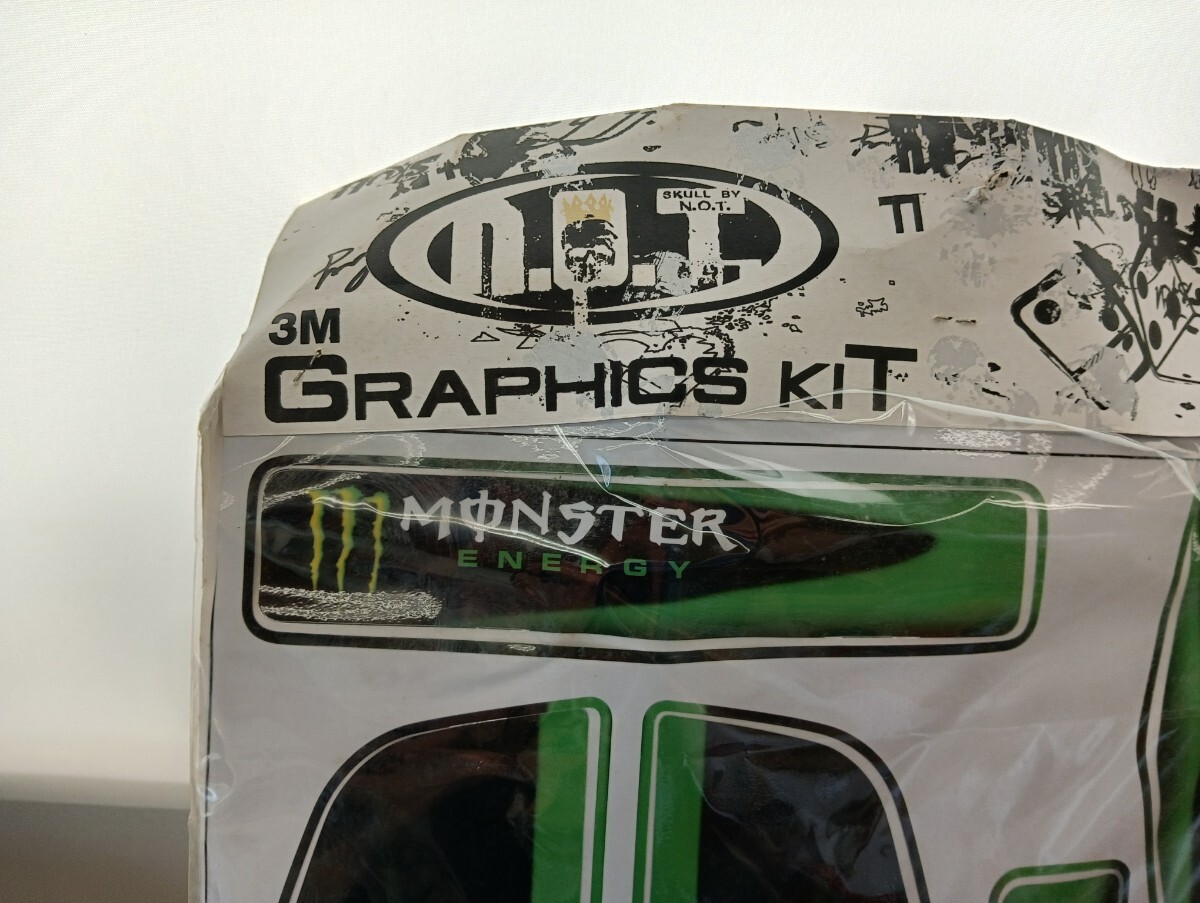 n.O.T.
SKULL BY
N.O.T.
3M
GRAPHICS KiT
MONSTER
ENERGY